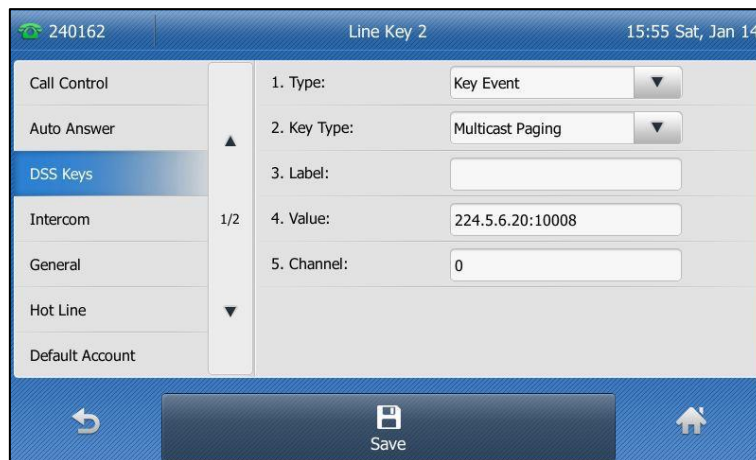 240162 Line Key 2 15:55 Sat, Jan 14
Call Control
Auto Answer
DSS Keys
Intercom
General
Hot Line
Default Account
1/2
1. Type: Key Event
2. Key Type: Multicast Paging
3. Label:
4. Value: 224.5.6.20:10008
5. Channel: 0
Save